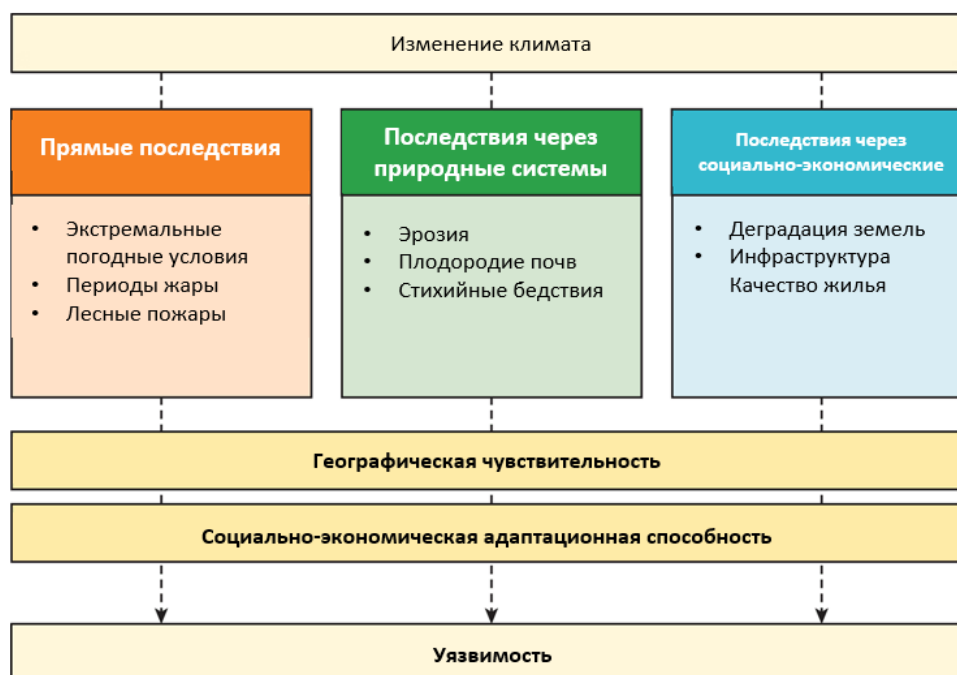 Изменение климата
Прямые последствия
• Экстремальные
погодные условия
• Периоды жары
• Лесные пожары
Последствия через
природные системы
• Эрозия
• Плодородие почв
• Стихийные бедствия
Последствия через
социально-экономические
• Деградация земель
• Инфраструктура
Качество жилья
Географическая чувствительность
Социально-экономическая адаптационная способность
Уязвимость